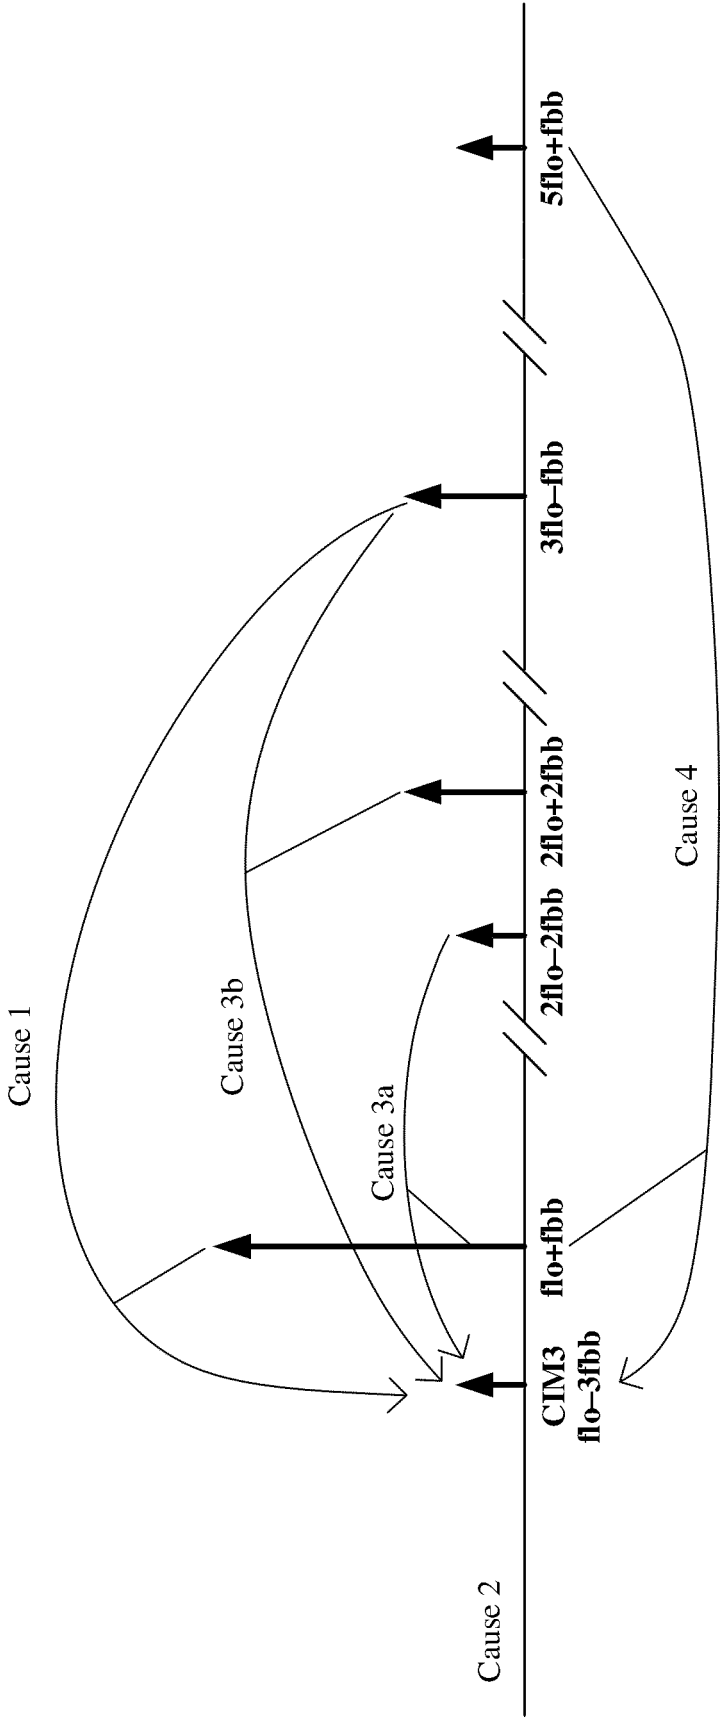 Cause 1
Cause 3b
Cause 3a
Cause 2
CIM3
flo–3fbb
flo+fbb
2flo–2fbb
2flo+2fbb
3flo–fbb
5flo+fbb
Cause 4